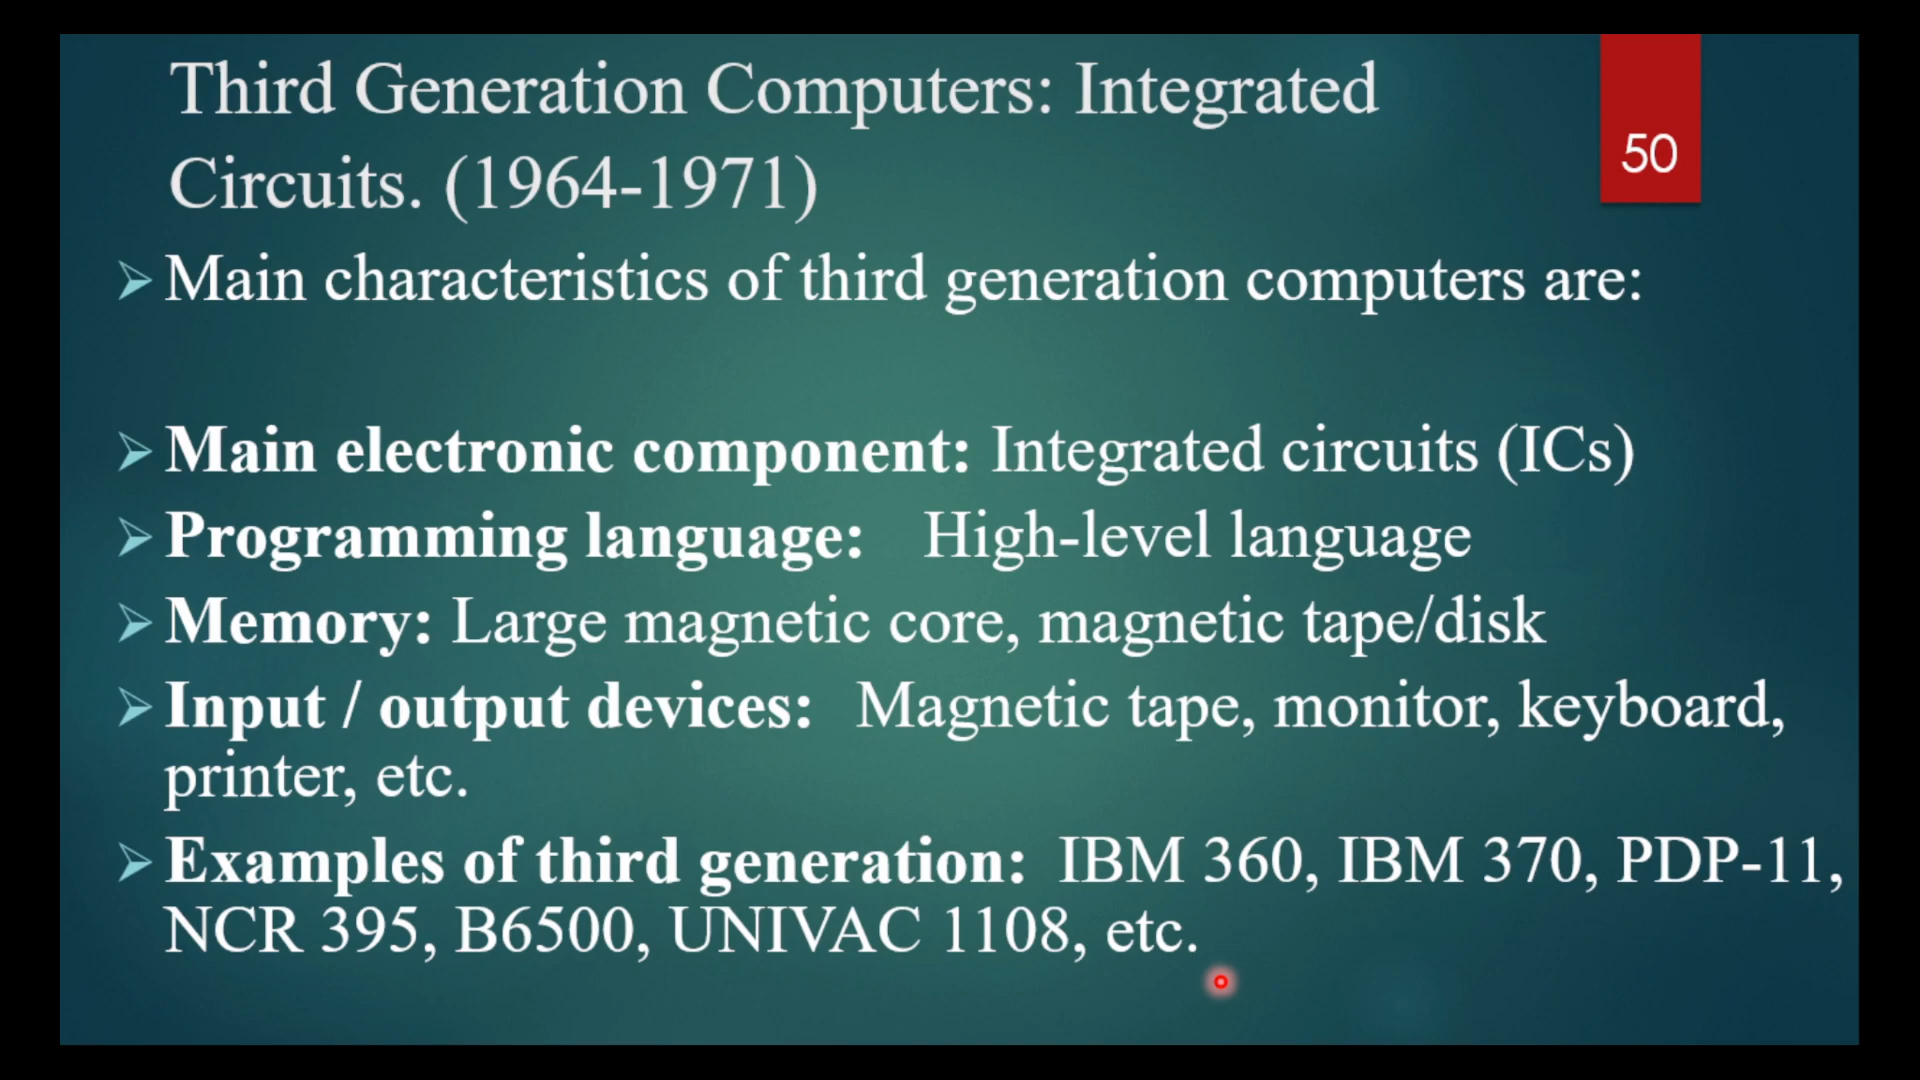 Third Generation Computers: Integrated
Circuits. (1964-1971)
50
Main characteristics of third generation computers are:
Main electronic component: Integrated circuits (ICs)
Programming language: High-level language
Memory: Large magnetic core, magnetic tape/disk
Input / output devices: Magnetic tape, monitor, keyboard,
printer, etc.
Examples of third generation: IBM 360, IBM 370, PDP-11,
NCR 395, B6500, UNIVAC 1108, etc.